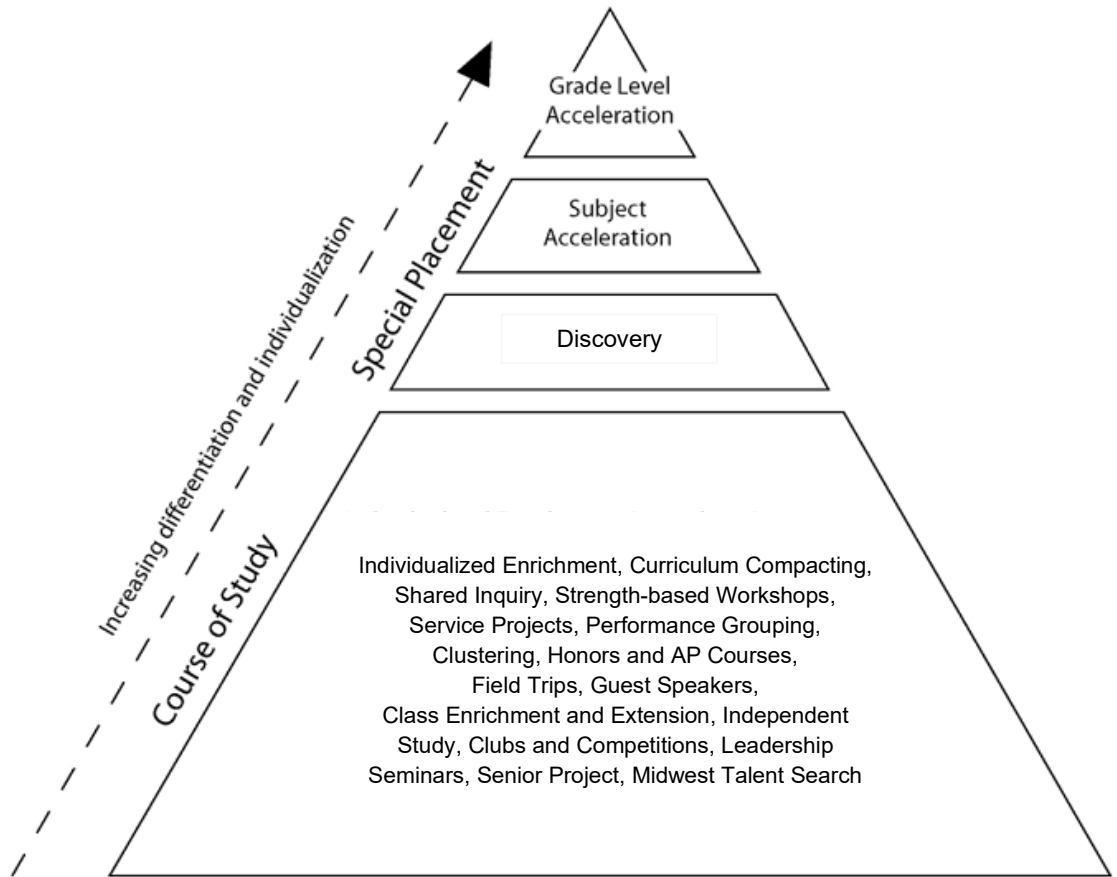 Grade Level
Acceleration
Subject
Acceleration
Discovery
Special Placement
Increasing differentiation and individualization
Course of Study
Individualized Enrichment, Curriculum Compacting,
Shared Inquiry, Strength-based Workshops,
Service Projects, Performance Grouping,
Clustering, Honors and AP Courses,
Field Trips, Guest Speakers,
Class Enrichment and Extension, Independent
Study, Clubs and Competitions, Leadership
Seminars, Senior Project, Midwest Talent Search